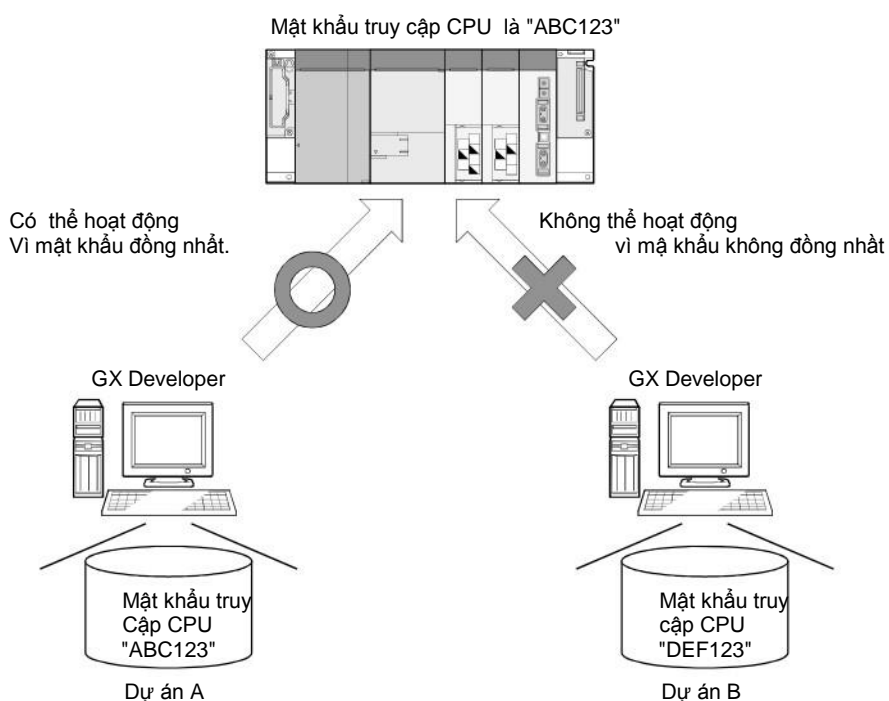 Mật khẩu truy cập CPU là "ABC123"
Có thể hoạt động
Vì mật khẩu đồng nhẩt.
Không thể hoạt động
vì mậ khẩu không đồng nhầt
GX Developer
GX Developer
Mật khẩu truy
Cập CPU
"ABC123"
Mật khẩu truy
cập CPU
"DEF123"
Dự án A
Dự án B